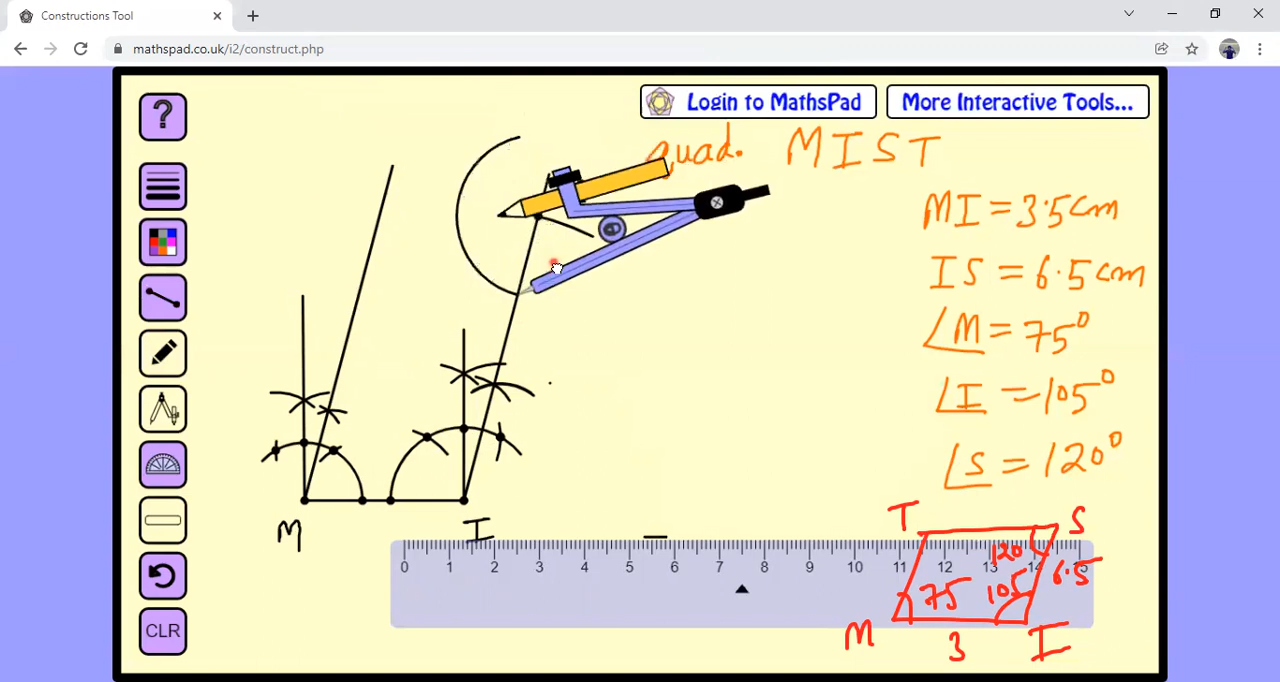 Constructions Tool
mathspad.co.uk/i2/construct.php
? Login to MathsPad More Interactive Tools...
quad. MIST
MI = 3.5cm
IS = 6.5cm
∠M = 75°
∠I = 105°
∠S = 120°
M I
0 1 2 3 4 5 6 7 8 9 10 11 12 13 14 15
T S
120
6.5
75 105
M 3 I
CLR